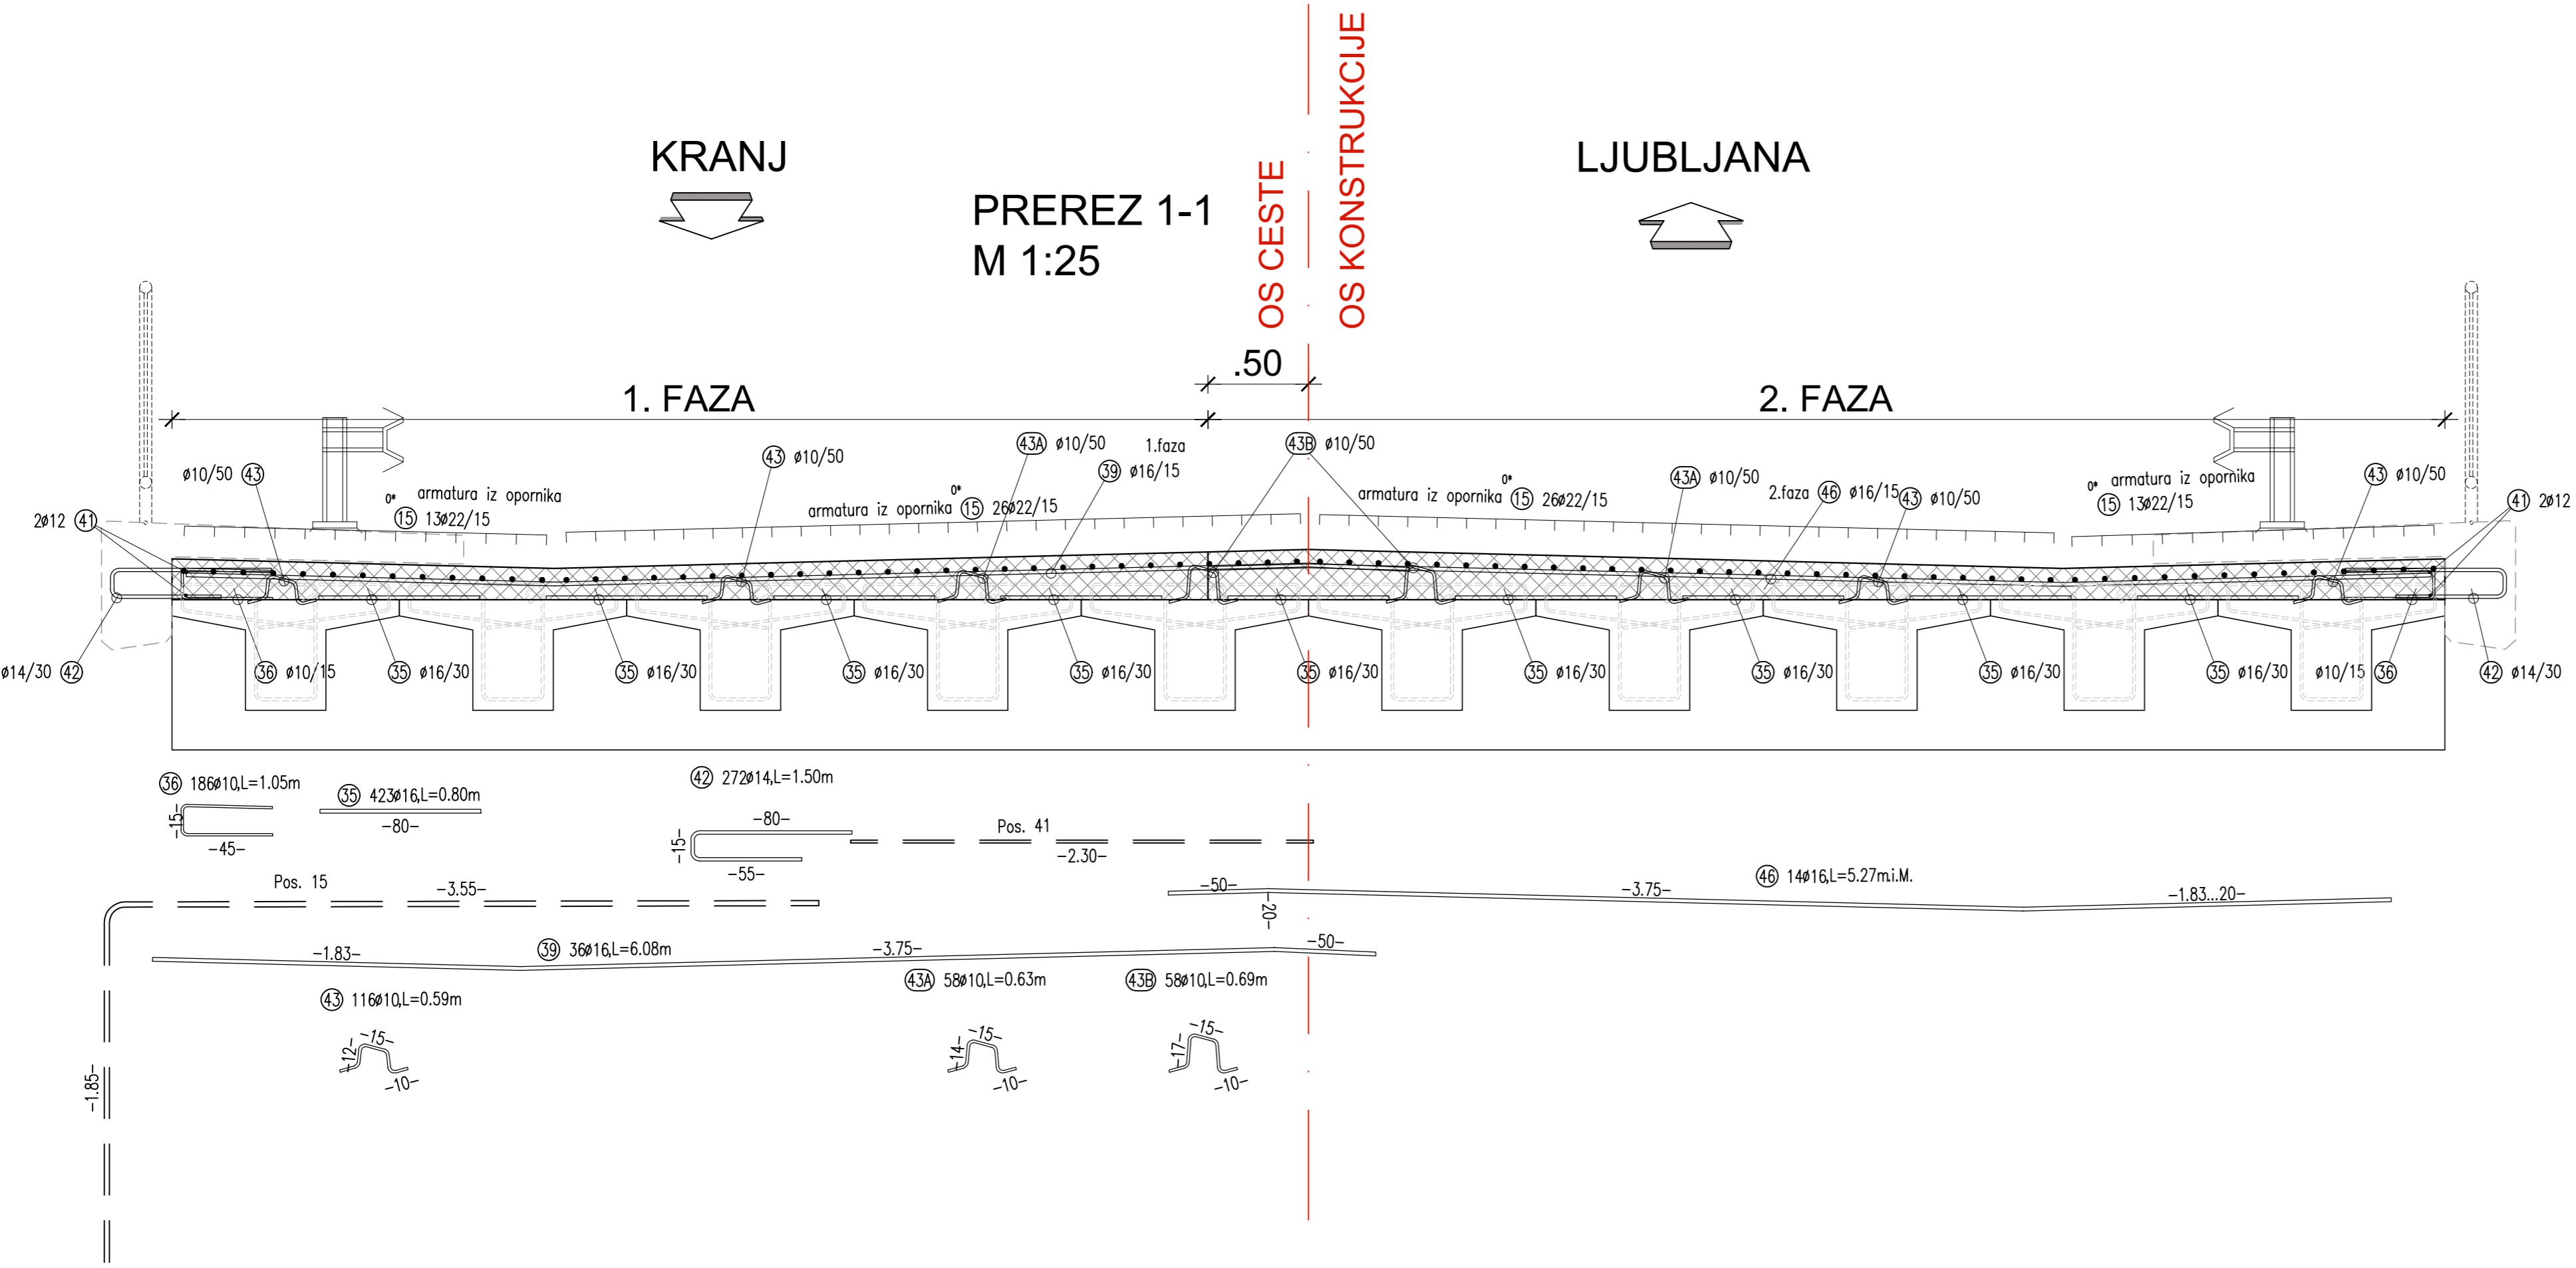 KRANJ
LJUBLJANA
PREREZ 1-1
M 1:25
OS CESTE
OS KONSTRUKCIJE
.50
1. FAZA
2. FAZA
ø10/50 43
43 ø10/50
43A ø10/50
1.faza
39 ø16/15
43B ø10/50
43A ø10/50
2.faza 46 ø16/15
43 ø10/50
43 ø10/50
0* armatura iz opornika
15 13ø22/15
0*
armatura iz opornika 15 26ø22/15
0*
armatura iz opornika 15 26ø22/15
0* armatura iz opornika
15 13ø22/15
2ø12 41
41 2ø12
ø14/30 42
36 ø10/15
35 ø16/30
35 ø16/30
35 ø16/30
35 ø16/30
35 ø16/30
35 ø16/30
35 ø16/30
35 ø16/30
35 ø16/30
ø10/15 36
42 ø14/30
36 186ø10,L=1.05m
-15-
-45-
35 423ø16,L=0.80m
-80-
42 272ø14,L=1.50m
-80-
-15-
-55-
Pos. 41
-2.30-
Pos. 15
-3.55-
-1.85-
46 14ø16,L=5.27mi.M.
-50-
-20-
-3.75-
-1.83...20-
39 36ø16,L=6.08m
-1.83-
-3.75-
-50-
43 116ø10,L=0.59m
-12-
-15-
-10-
43A 58ø10,L=0.63m
-14-
-15-
-10-
43B 58ø10,L=0.69m
-17-
-15-
-10-